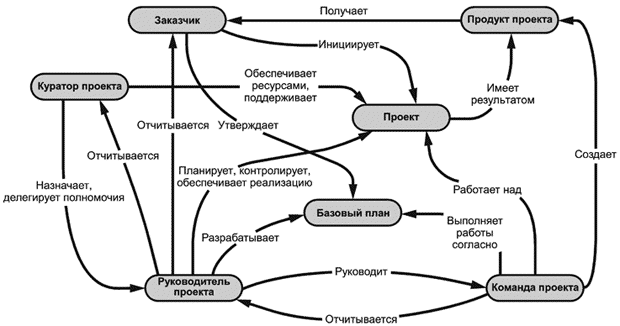 Получает
Заказчик
Продукт проекта
Инициирует
Обеспечивает
ресурсами,
поддерживает
Куратор проекта
Имеет
результатом
Проект
Отчитывается
Утверждает
Отчитывается
Планирует, контролирует,
обеспечивает реализацию
Создает
Назначает,
делегирует полномочия
Работает над
Базовый план
Выполняет
работы
согласно
Разрабатывает
Руководитель
проекта
Руководит
Команда проекта
Отчитывается